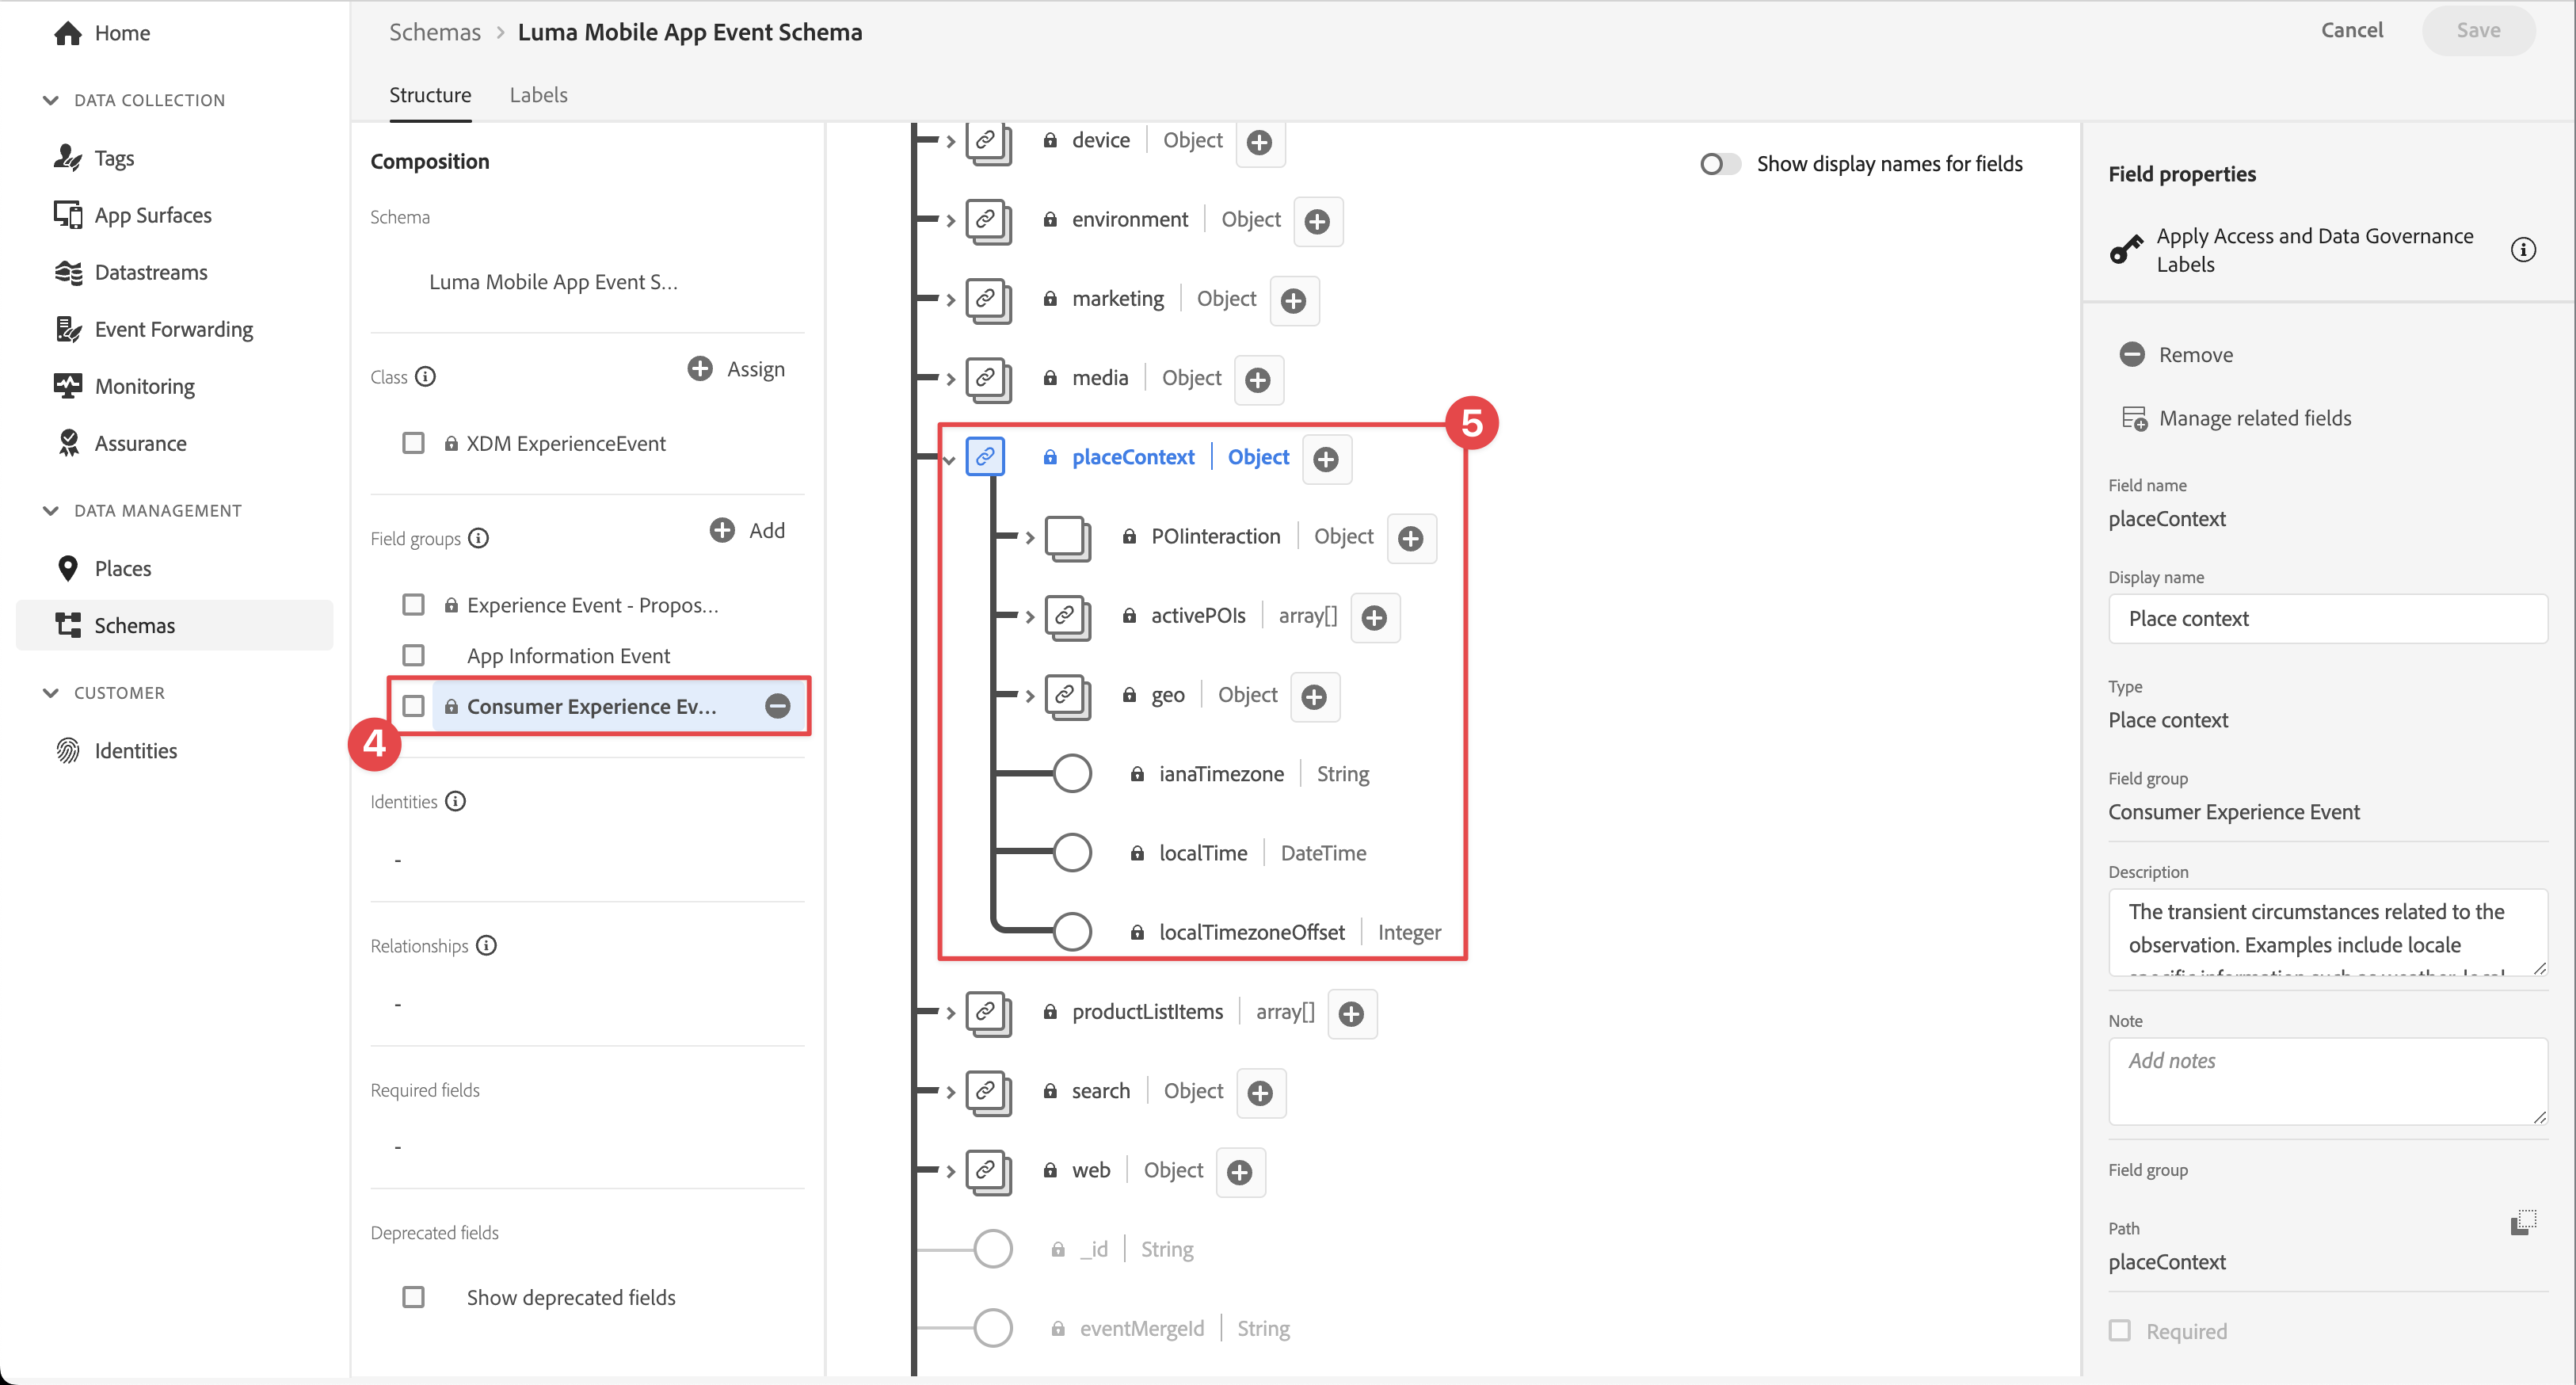 Home
DATA COLLECTION
Tags
App Surfaces
Datastreams
Event Forwarding
Monitoring
Assurance
DATA MANAGEMENT
Places
Schemas
CUSTOMER
Identities
Schemas > Luma Mobile App Event Schema
Cancel
Save
Structure
Labels
Composition
Schema
Luma Mobile App Event S...
Class
Assign
XDM ExperienceEvent
Field groups
Add
Experience Event - Propos...
App Information Event
Consumer Experience Ev...
4
Identities
-
Relationships
-
Required fields
-
Deprecated fields
Show deprecated fields
Show display names for fields
device | Object
environment | Object
marketing | Object
media | Object
5
placeContext | Object
POIinteraction | Object
activePOIs | array[]
geo | Object
ianaTimezone | String
localTime | DateTime
localTimezoneOffset | Integer
productListItems | array[]
search | Object
web | Object
_id | String
eventMergeId | String
Field properties
Apply Access and Data Governance
Labels
Remove
Manage related fields
Field name
placeContext
Display name
Place context
Type
Place context
Field group
Consumer Experience Event
Description
The transient circumstances related to the
observation. Examples include locale
specific information such as weather, local
Note
Add notes
Field group
Path
placeContext
Required